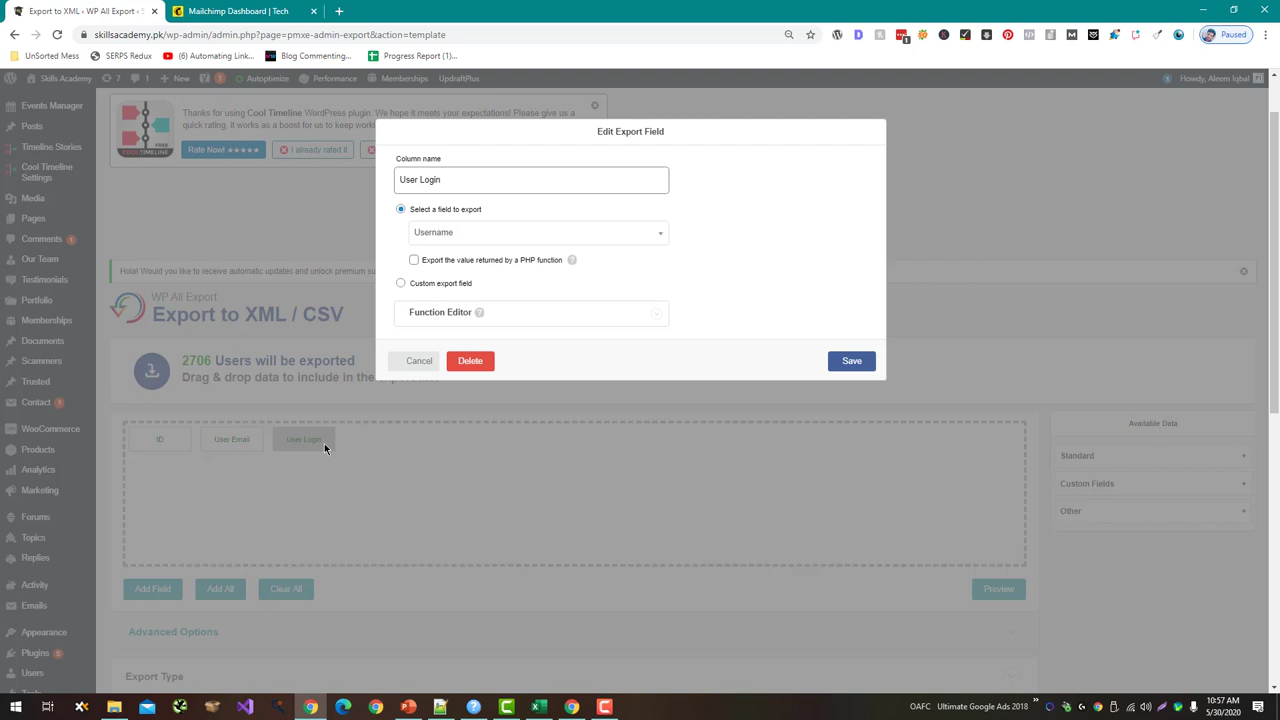 Export to XML ‹ WP All Export ‹ S
Mailchimp Dashboard | Tech
skillsacademy.pk/wp-admin/admin.php?page=pmxe-admin-export&action=template
Paused
UnSorted Mess
SERPS Redux
(6) Automating Link...
Blog Commenting...
Progress Report (1)...
Skills Academy
7
1
New
1
Autoptimize
Performance
Memberships
UpdraftPlus
Howdy, Aleem Iqbal
Events Manager
Posts
Timeline Stories
Cool Timeline
Settings
Media
Pages
Comments 1
Our Team
Testimonials
Portfolio
Memberships
Documents
Scammers
Trusted
Contact 1
WooCommerce
Products
Analytics
Marketing
Forums
Topics
Replies
Activity
Emails
Appearance
Plugins 5
Users
Thanks for using Cool Timeline WordPress plugin. We hope it meets your expectations! Please give us a
quick rating, it works as a boost for us to keep work
FREE
COOL TIMELINE
Rate Now! ★★★★★
I already rated it
Hola! Would you like to receive automatic updates and unlock premium su
WP All Export
Export to XML / CSV
2706 Users will be exported
Drag & drop data to include in the
Edit Export Field
Column name
User Login
Select a field to export
Username
Export the value returned by a PHP function ?
Custom export field
Function Editor ?
Cancel
Delete
Save
ID
User Email
User Login
Available Data
Standard
Custom Fields
Other
Add Field
Add All
Clear All
Preview
Advanced Options
Export Type
OAFC
Ultimate Google Ads 2018
10:57 AM
5/30/2020